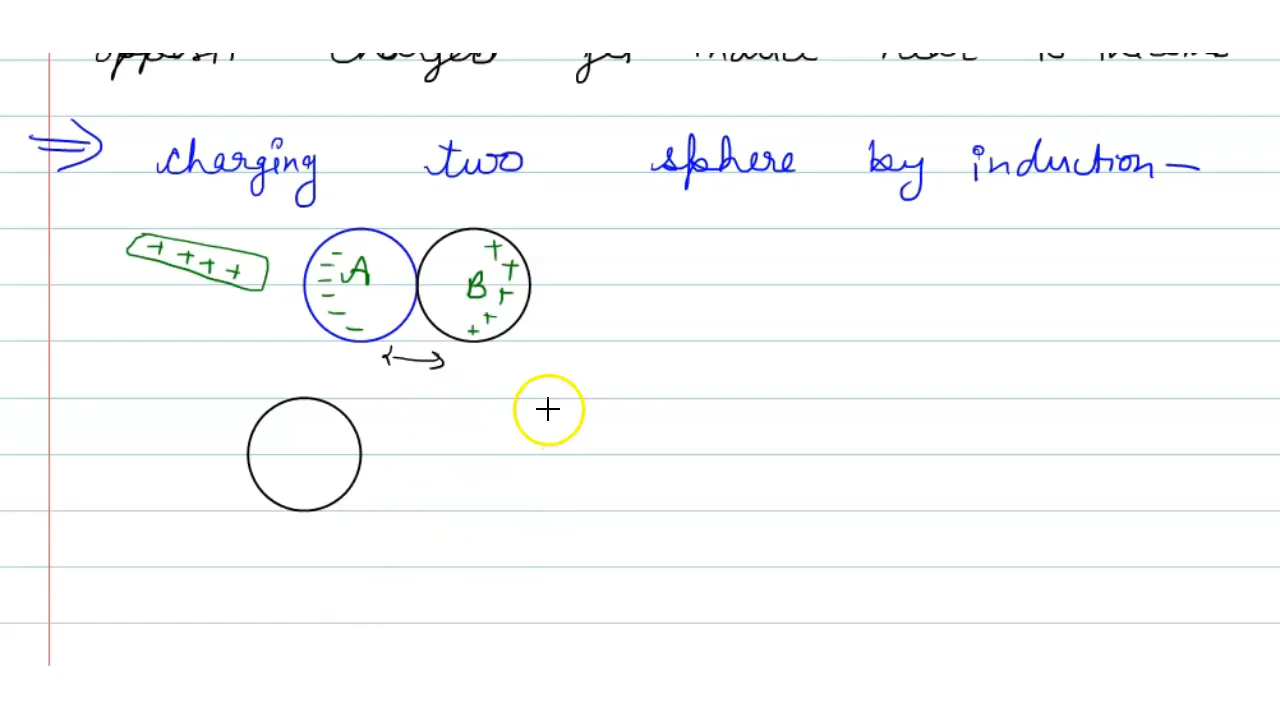 charging two sphere by induction-
+ + + +
A B